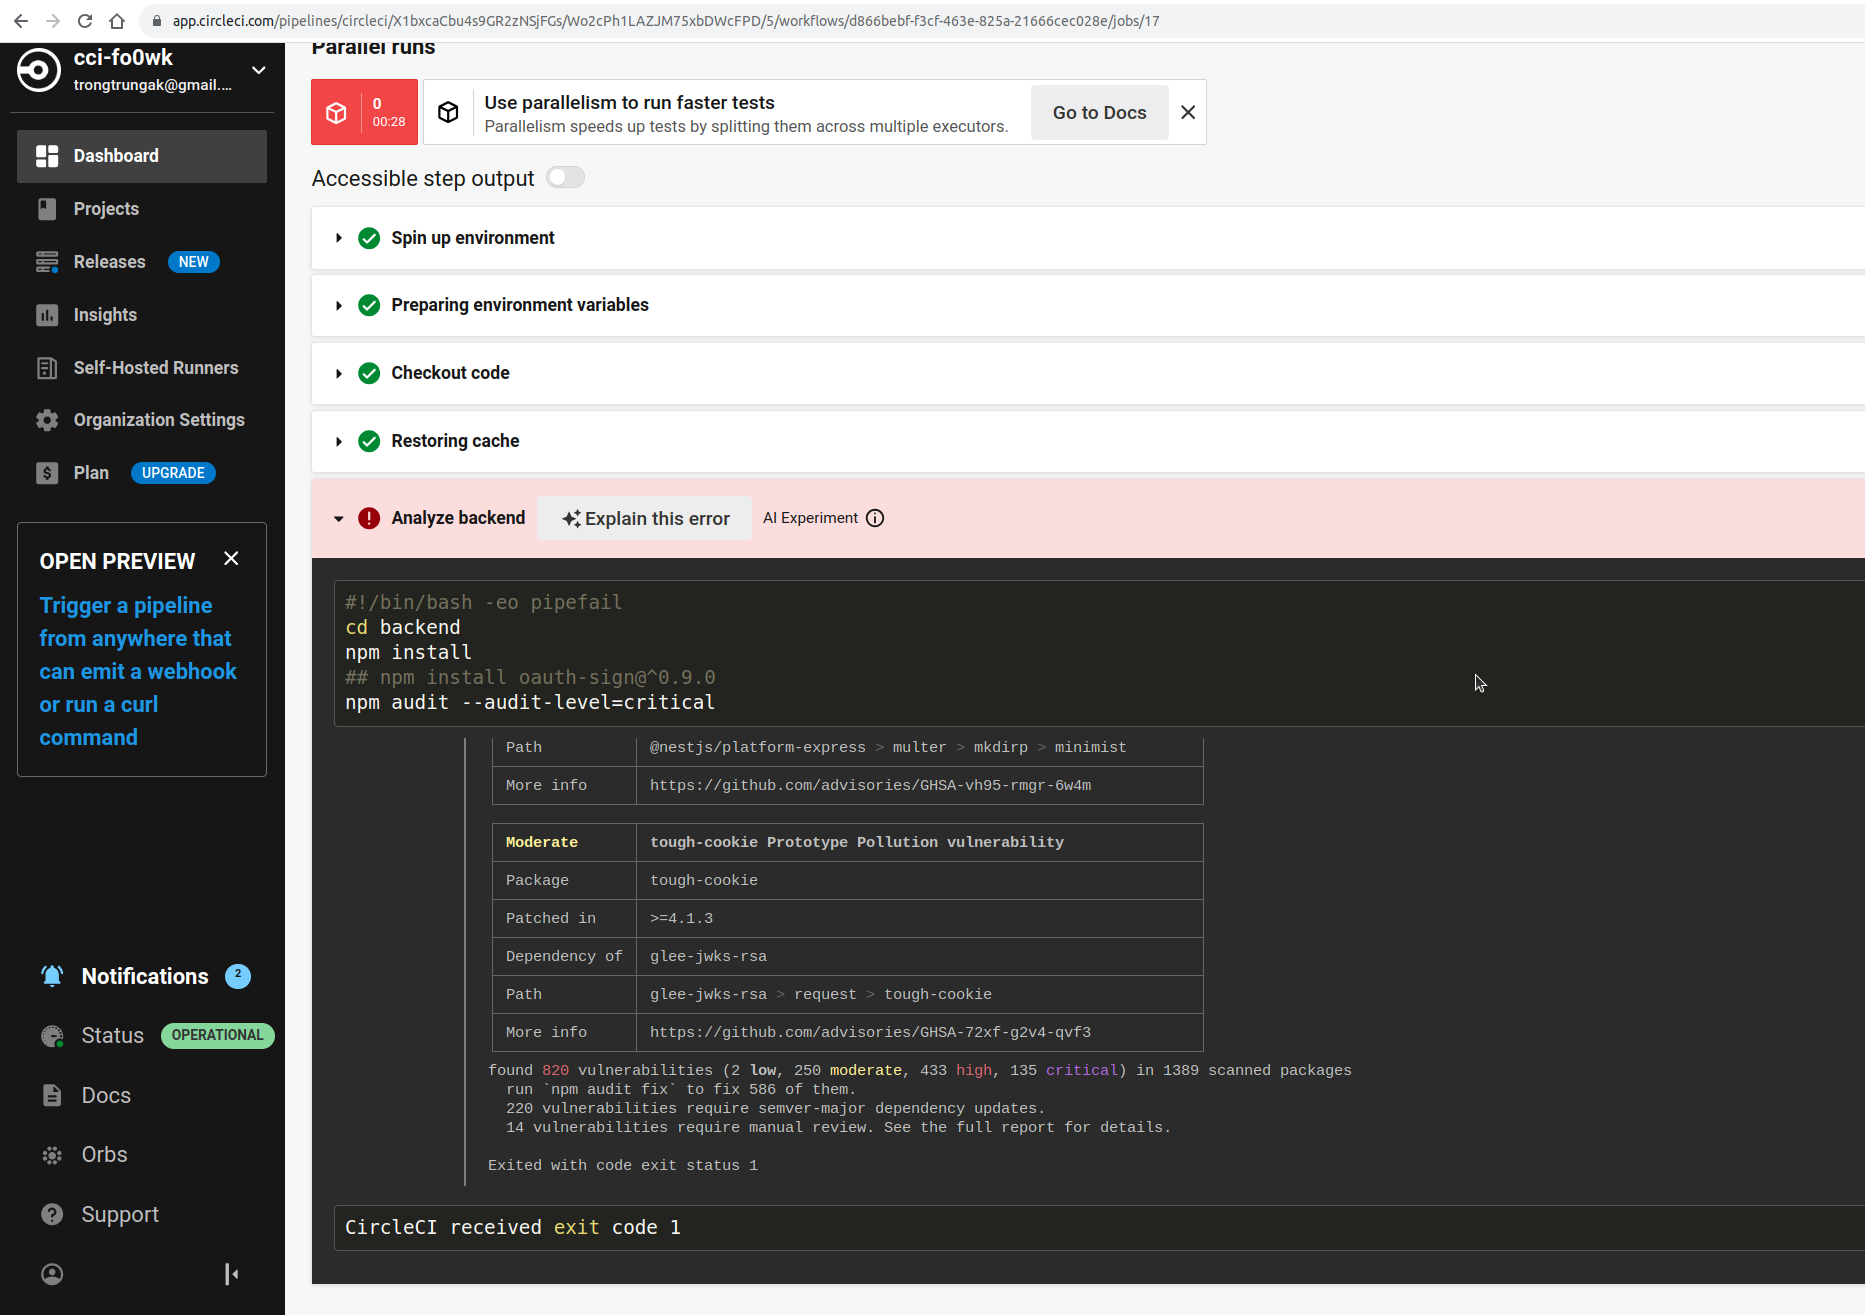 app.circleci.com/pipelines/circleci/X1bxcaCbu4s9GR2zNSjFGs/Wo2cPh1LAZJM75xbDWcFPD/5/workflows/d866bebf-f3cf-463e-825a-21666cec028e/jobs/17
cci-fo0wk
trongtrungak@gmail....
Dashboard
Projects
Releases NEW
Insights
Self-Hosted Runners
Organization Settings
Plan UPGRADE
OPEN PREVIEW
Trigger a pipeline
from anywhere that
can emit a webhook
or run a curl
command
Notifications 2
Status OPERATIONAL
Docs
Orbs
Support
Parallel runs
0
00:28
Use parallelism to run faster tests
Parallelism speeds up tests by splitting them across multiple executors.
Go to Docs
Accessible step output
Spin up environment
Preparing environment variables
Checkout code
Restoring cache
Analyze backend Explain this error AI Experiment
#!/bin/bash -eo pipefail
cd backend
npm install
## npm install oauth-sign@^0.9.0
npm audit --audit-level=critical
Path @nestjs/platform-express > multer > mkdirp > minimist
More info https://github.com/advisories/GHSA-vh95-rmgr-6w4m
Moderate tough-cookie Prototype Pollution vulnerability
Package tough-cookie
Patched in >=4.1.3
Dependency of glee-jwks-rsa
Path glee-jwks-rsa > request > tough-cookie
More info https://github.com/advisories/GHSA-72xf-g2v4-qvf3
found 820 vulnerabilities (2 low, 250 moderate, 433 high, 135 critical) in 1389 scanned packages
run `npm audit fix` to fix 586 of them.
220 vulnerabilities require semver-major dependency updates.
14 vulnerabilities require manual review. See the full report for details.
Exited with code exit status 1
CircleCI received exit code 1